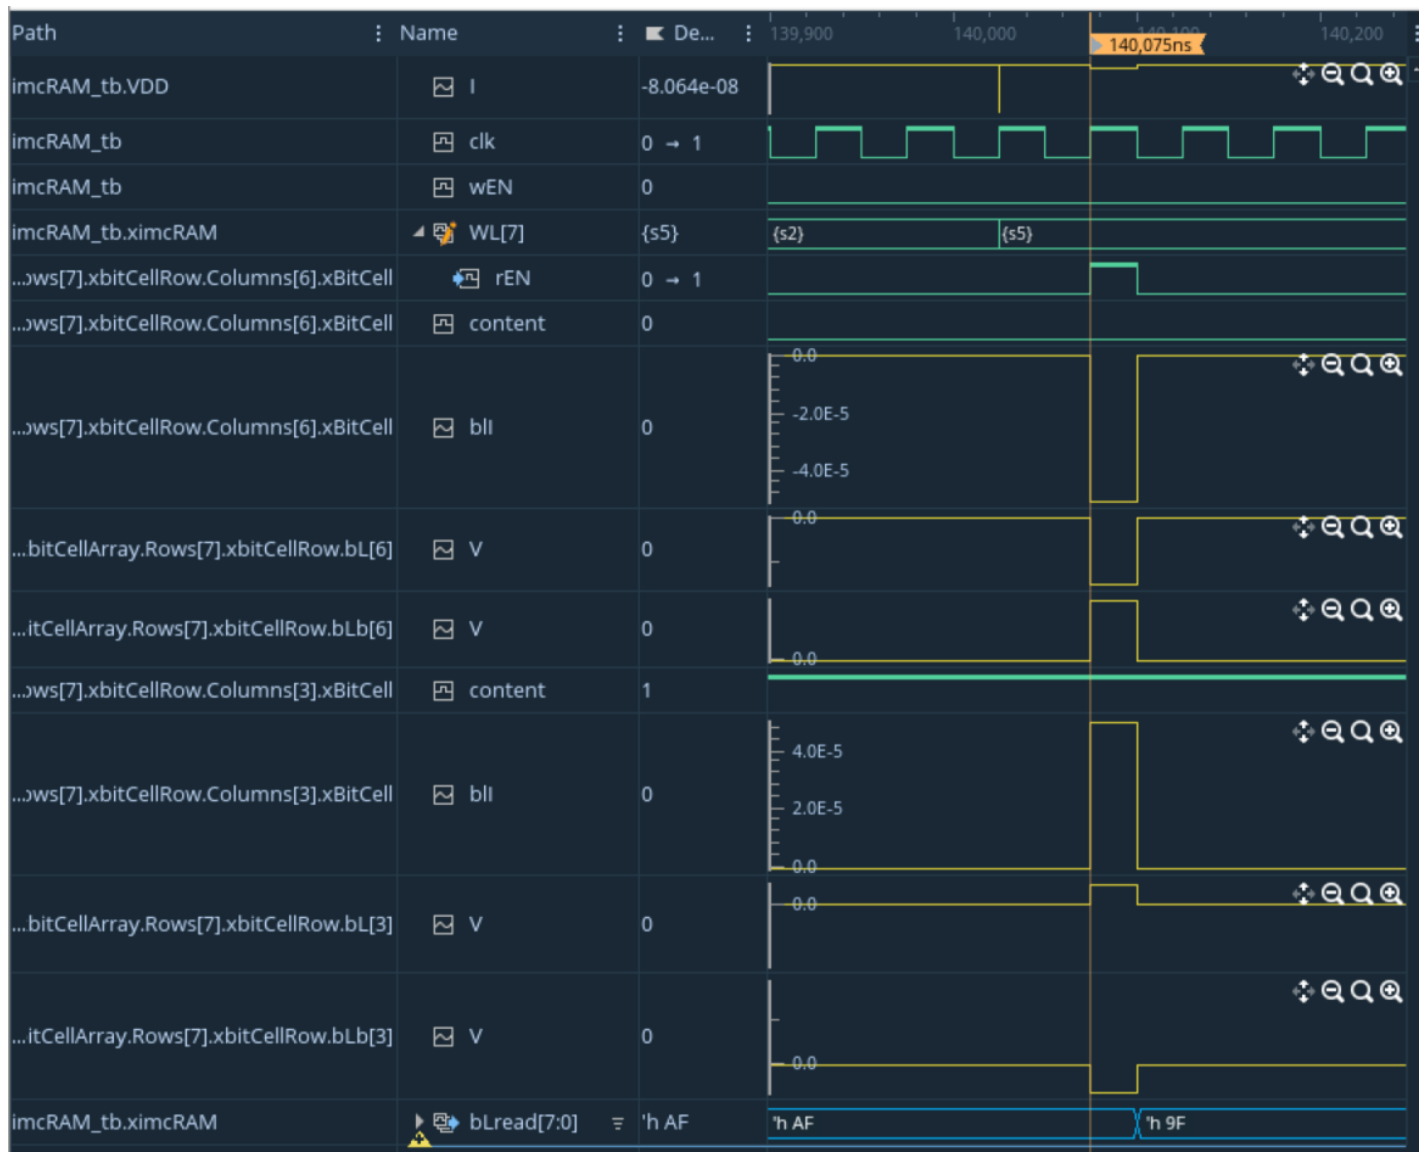 Path Name De... 139,900 140,000 140,100 140,200
140,075ns
imcRAM_tb.VDD I -8.064e-08
imcRAM_tb clk 0 → 1
imcRAM_tb wEN 0
imcRAM_tb.ximcRAM WL[7] {s5} {s2} {s5}
...ows[7].xbitCellRow.Columns[6].xBitCell rEN 0 → 1
...ows[7].xbitCellRow.Columns[6].xBitCell content 0
0.0
-2.0E-5
...ows[7].xbitCellRow.Columns[6].xBitCell blI 0
-4.0E-5
0.0
...bitCellArray.Rows[7].xbitCellRow.bL[6] V 0
...itCellArray.Rows[7].xbitCellRow.bLb[6] V 0
0.0
...ows[7].xbitCellRow.Columns[3].xBitCell content 1
4.0E-5
...ows[7].xbitCellRow.Columns[3].xBitCell blI 0
2.0E-5
0.0
0.0
...bitCellArray.Rows[7].xbitCellRow.bL[3] V 0
...itCellArray.Rows[7].xbitCellRow.bLb[3] V 0
0.0
imcRAM_tb.ximcRAM bLread[7:0] 'h AF 'h AF 'h 9F